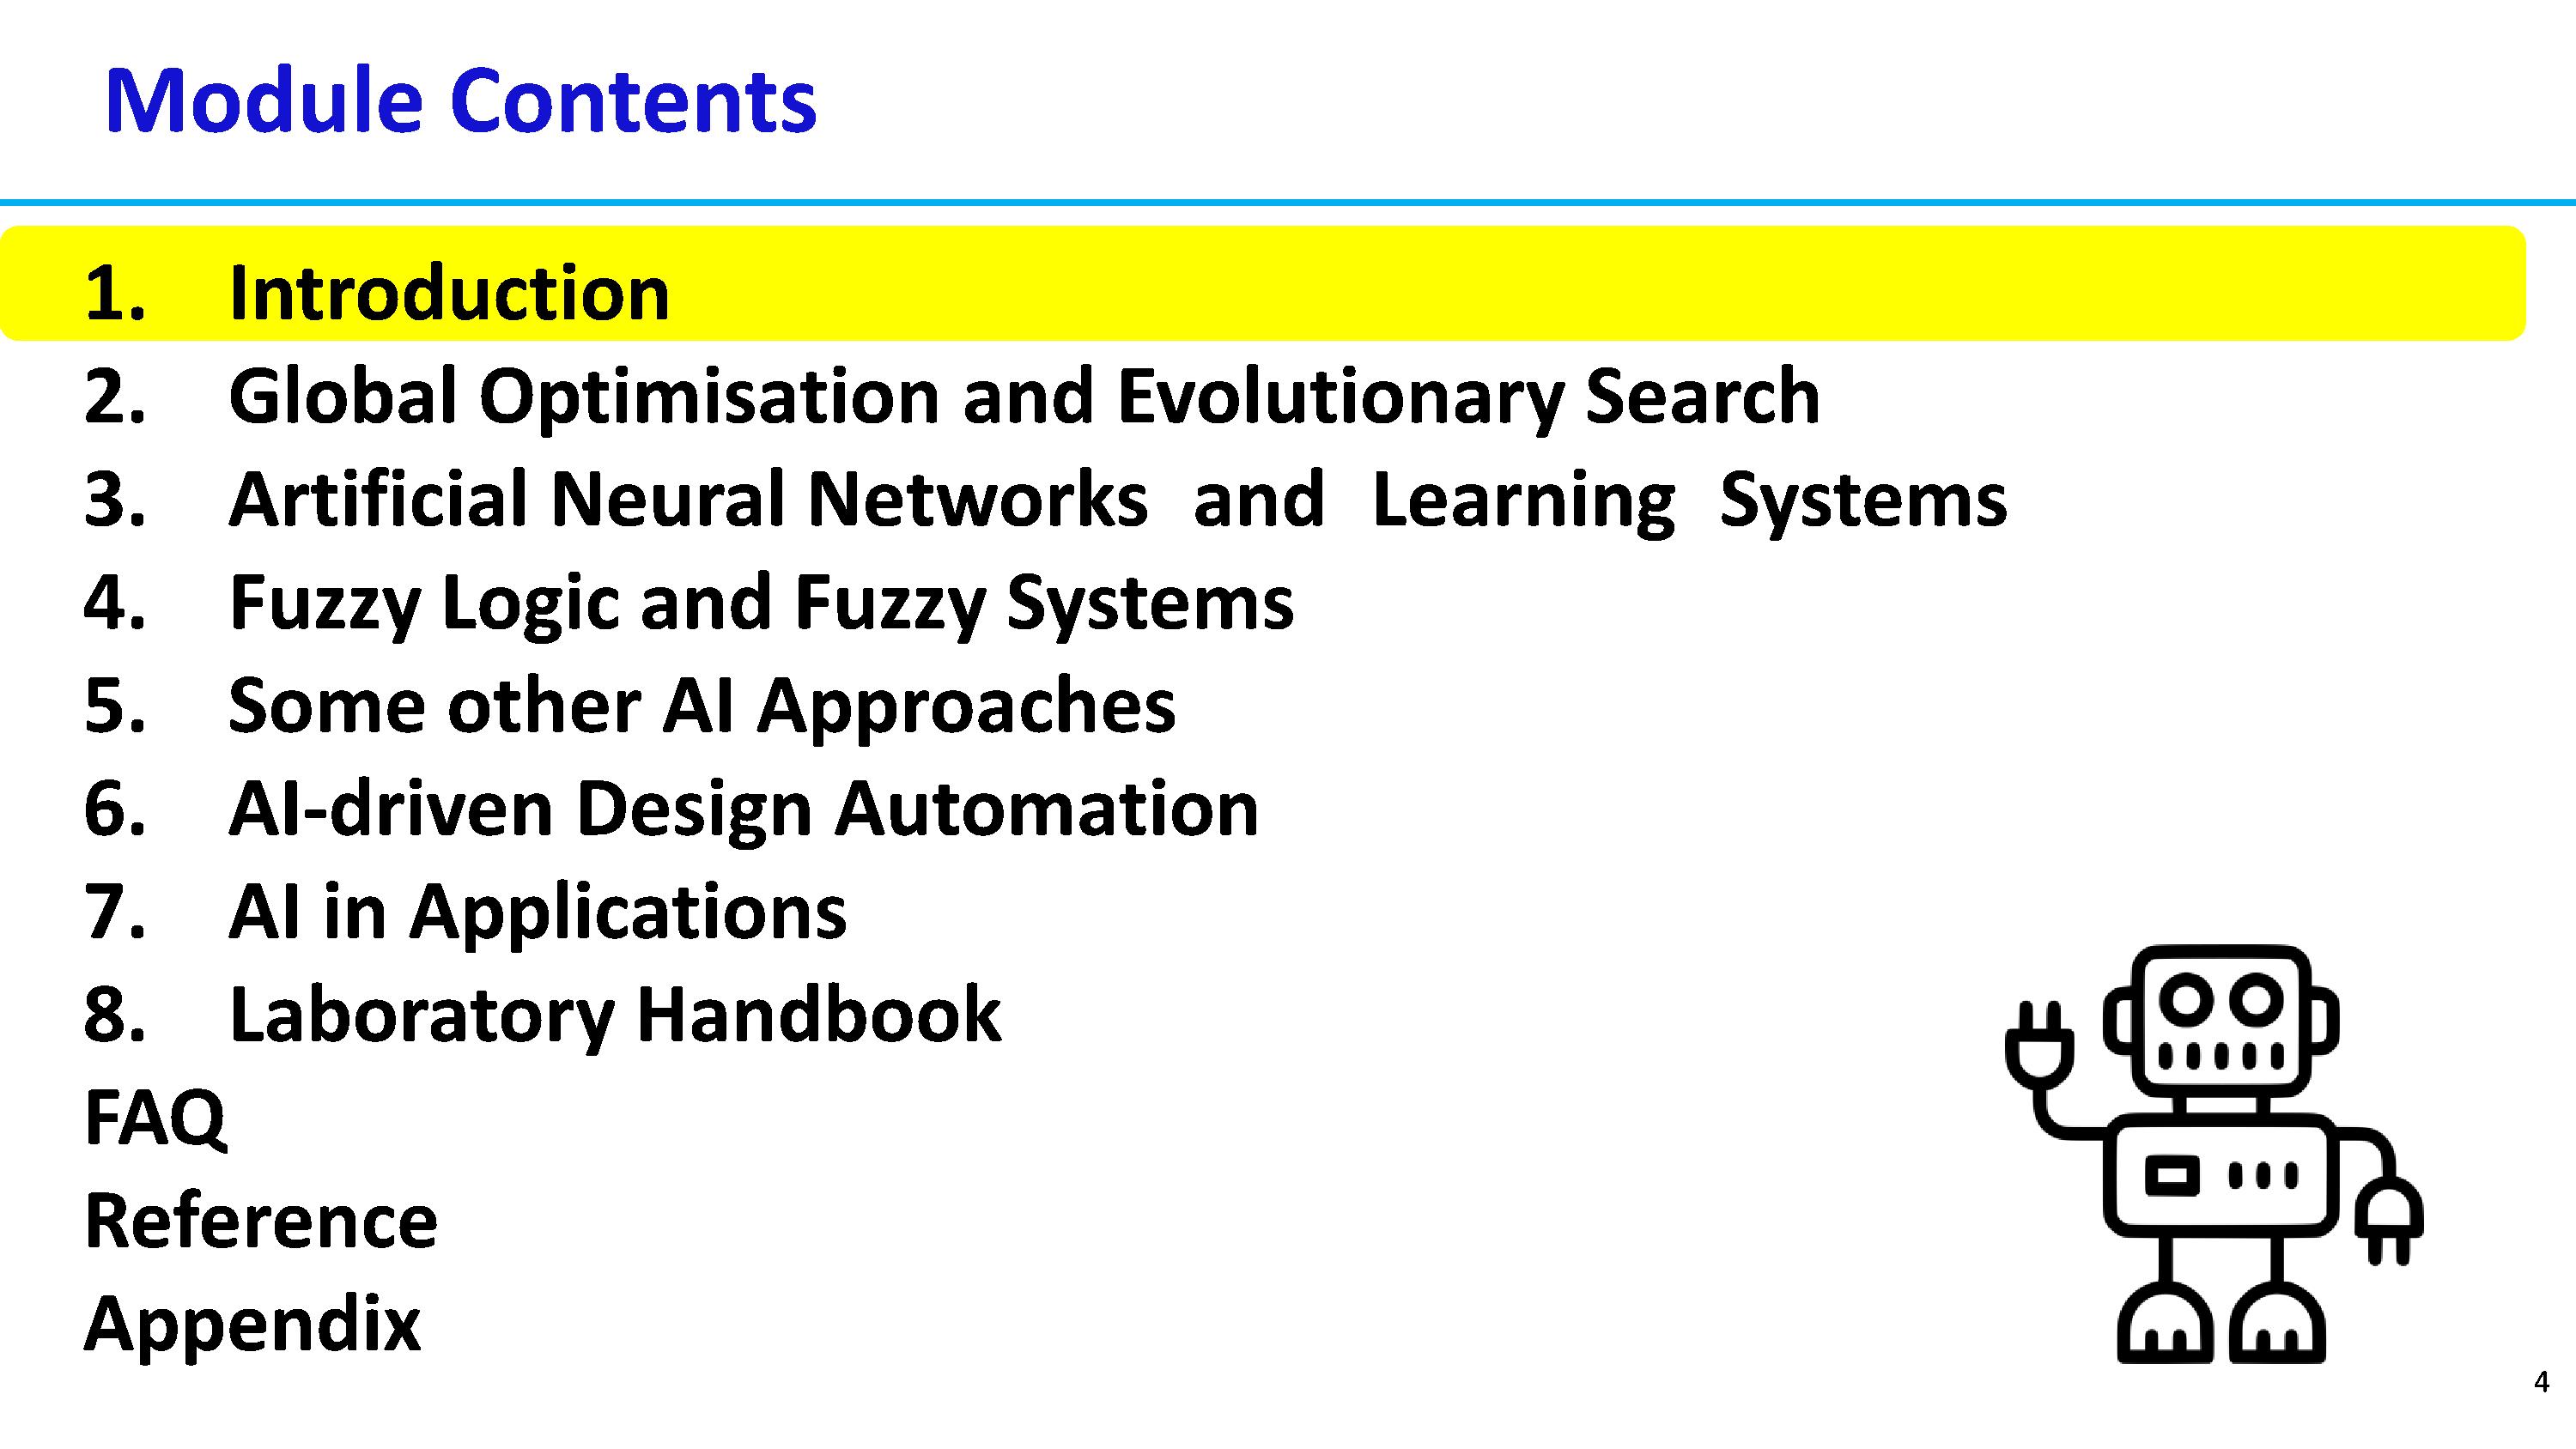 Module Contents
1. Introduction
2. Global Optimisation and Evolutionary Search
3. Artificial Neural Networks and Learning Systems
4. Fuzzy Logic and Fuzzy Systems
5. Some other AI Approaches
6. AI-driven Design Automation
7. AI in Applications
8. Laboratory Handbook
FAQ
Reference
Appendix
4